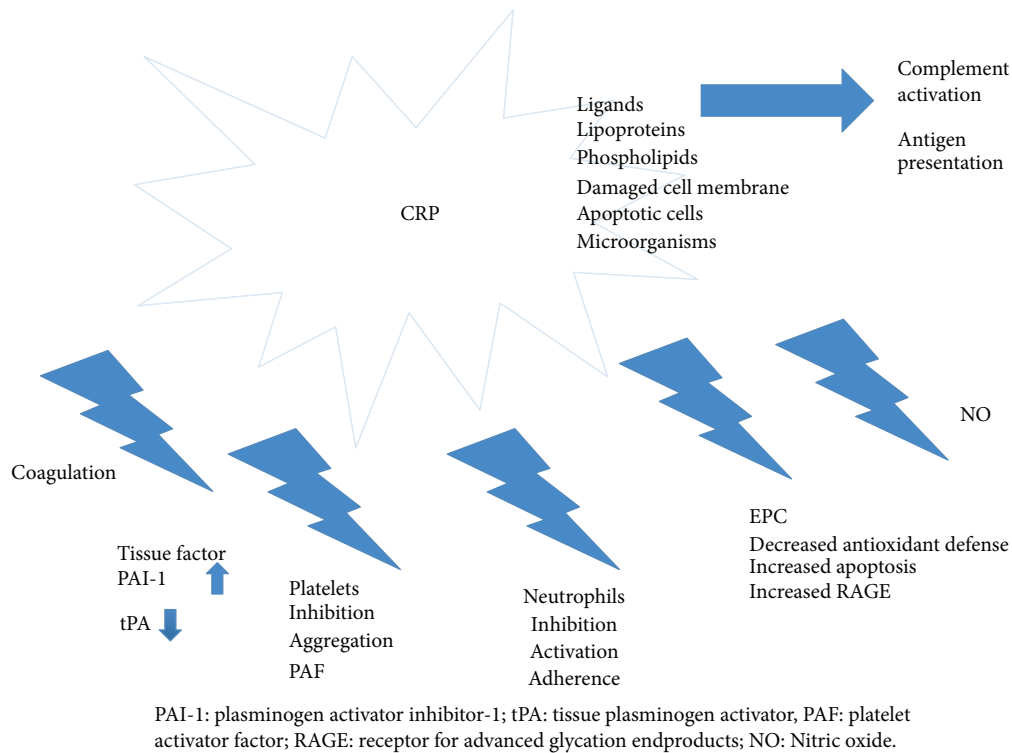 CRP
Ligands
Lipoproteins
Phospholipids
Damaged cell membrane
Apoptotic cells
Microorganisms
Complement
activation
Antigen
presentation
Coagulation
Tissue factor
PAI-1
tPA
Platelets
Inhibition
Aggregation
PAF
Neutrophils
Inhibition
Activation
Adherence
EPC
Decreased antioxidant defense
Increased apoptosis
Increased RAGE
NO
PAI-1: plasminogen activator inhibitor-1; tPA: tissue plasminogen activator, PAF: platelet
activator factor; RAGE: receptor for advanced glycation endproducts; NO: Nitric oxide.